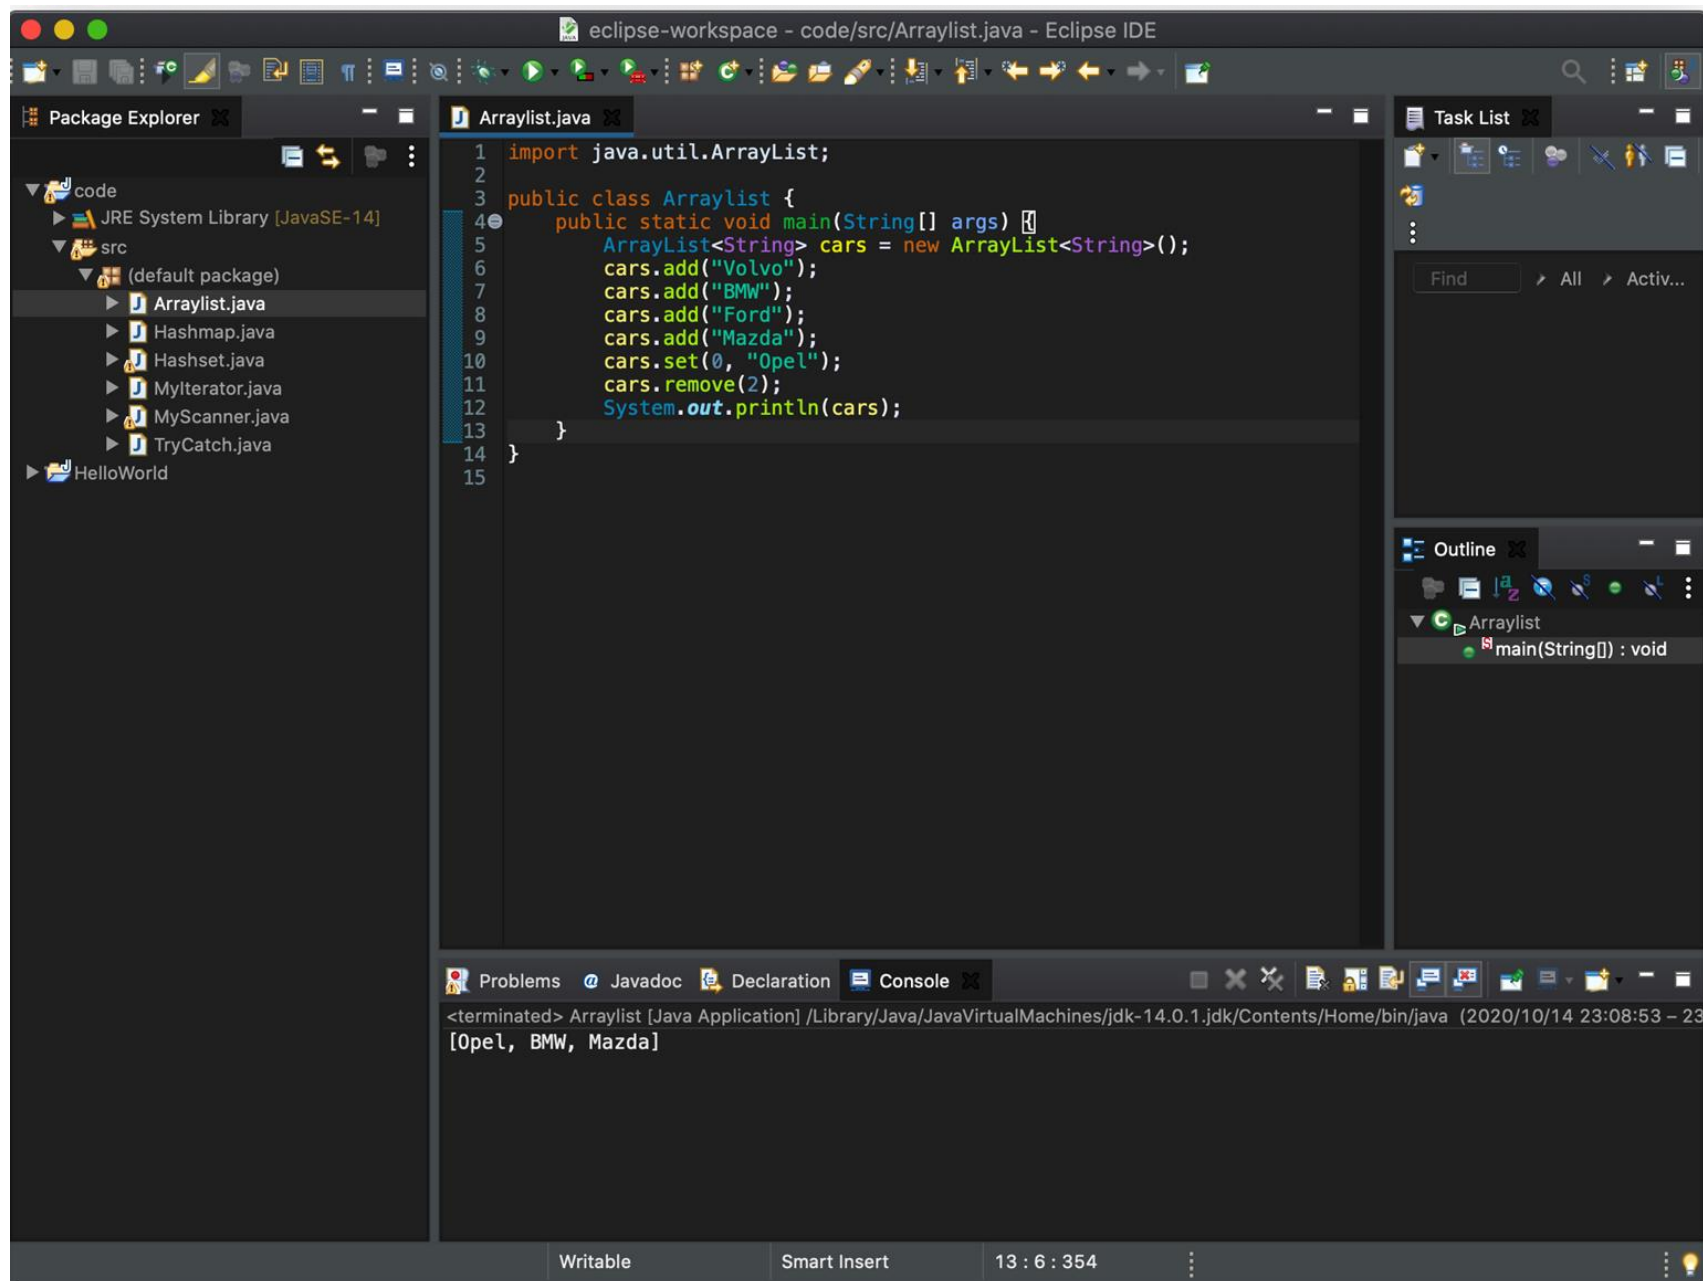 eclipse-workspace - code/src/Arraylist.java - Eclipse IDE
Package Explorer
code
JRE System Library [JavaSE-14]
src
(default package)
Arraylist.java
Hashmap.java
Hashset.java
MyIterator.java
MyScanner.java
TryCatch.java
HelloWorld
Arraylist.java
1 import java.util.ArrayList;
2
3 public class Arraylist {
4 public static void main(String[] args) {
5 ArrayList<String> cars = new ArrayList<String>();
6 cars.add("Volvo");
7 cars.add("BMW");
8 cars.add("Ford");
9 cars.add("Mazda");
10 cars.set(0, "Opel");
11 cars.remove(2);
12 System.out.println(cars);
13 }
14 }
15
Task List
Find All Activ...
Outline
Arraylist
main(String[]) : void
Problems @ Javadoc Declaration Console
<terminated> Arraylist [Java Application] /Library/Java/JavaVirtualMachines/jdk-14.0.1.jdk/Contents/Home/bin/java (2020/10/14 23:08:53 – 23
[Opel, BMW, Mazda]
Writable Smart Insert 13 : 6 : 354